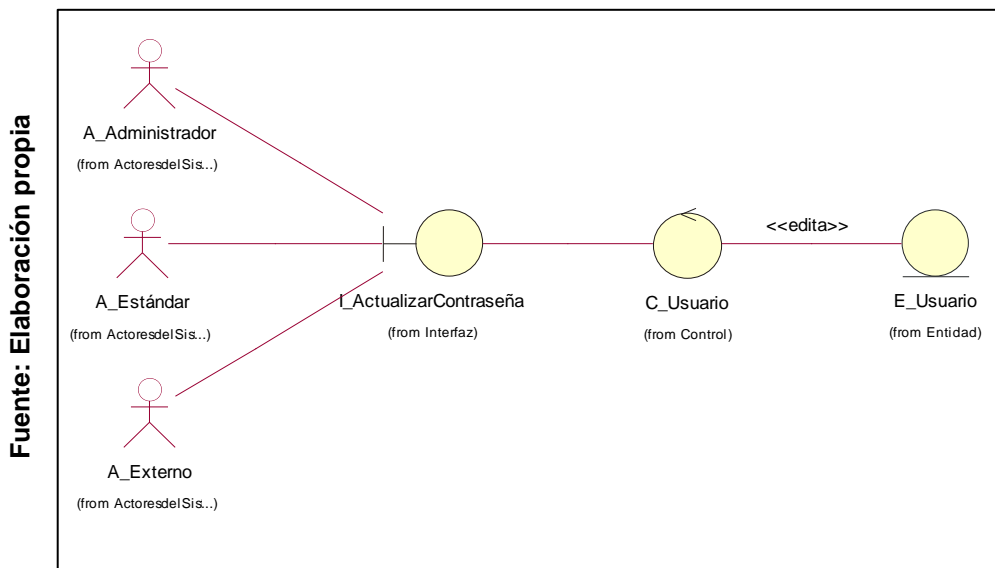 Fuente: Elaboración propia
A_Administrador
(from ActoresdelSis...)
A_Estándar
(from ActoresdelSis...)
A_Externo
(from ActoresdelSis...)
I_ActualizarContraseña
(from Interfaz)
C_Usuario
(from Control)
<<edita>>
E_Usuario
(from Entidad)